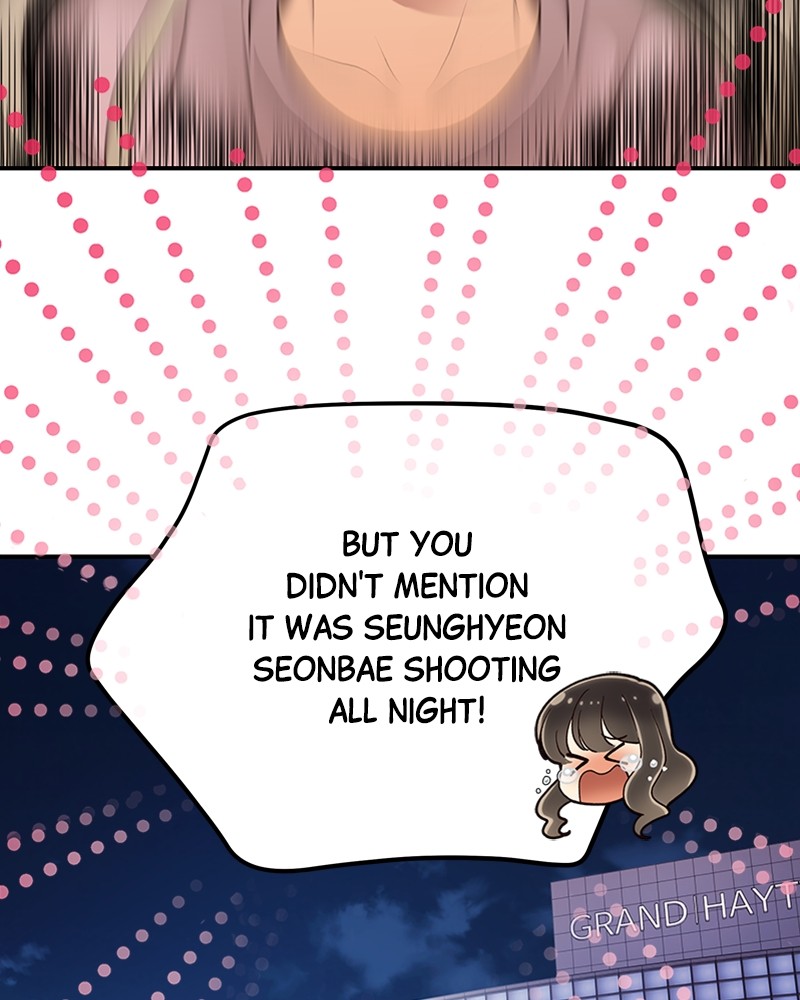 BUT YOU
DIDN'T MENTION
IT WAS SEUNGHYEON
SEONBAE SHOOTING
ALL NIGHT!
GRAND HAYT